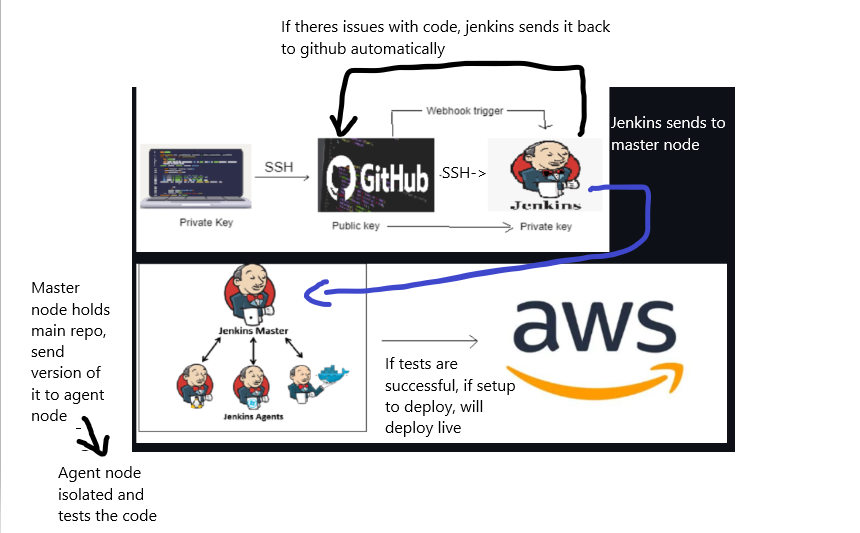 If theres issues with code, jenkins sends it back
to github automatically
Webhook trigger
Jenkins sends to
master node
SSH
GitHub
-SSH->
Jenkins
Private Key
Public key
Private key
Master
node holds
main repo,
send
version of
it to agent
node
Jenkins Master
Jenkins Agents
aws
If tests are
successful, if setup
to deploy, will
deploy live
Agent node
isolated and
tests the code